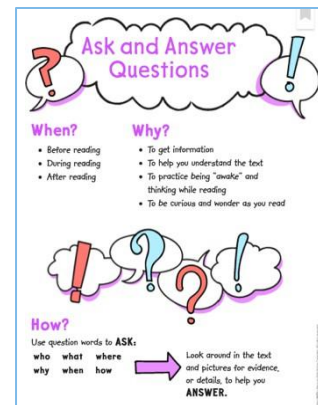 Ask and Answer
Questions
When?
• Before reading
• During reading
• After reading
Why?
• To get information
• To help you understand the text
• To practice being "awake" and
thinking while reading
• To be curious and wonder as you read
How?
Use question words to ASK:
who what where
why when how
Look around in the text
and pictures for evidence,
or details, to help you
ANSWER.